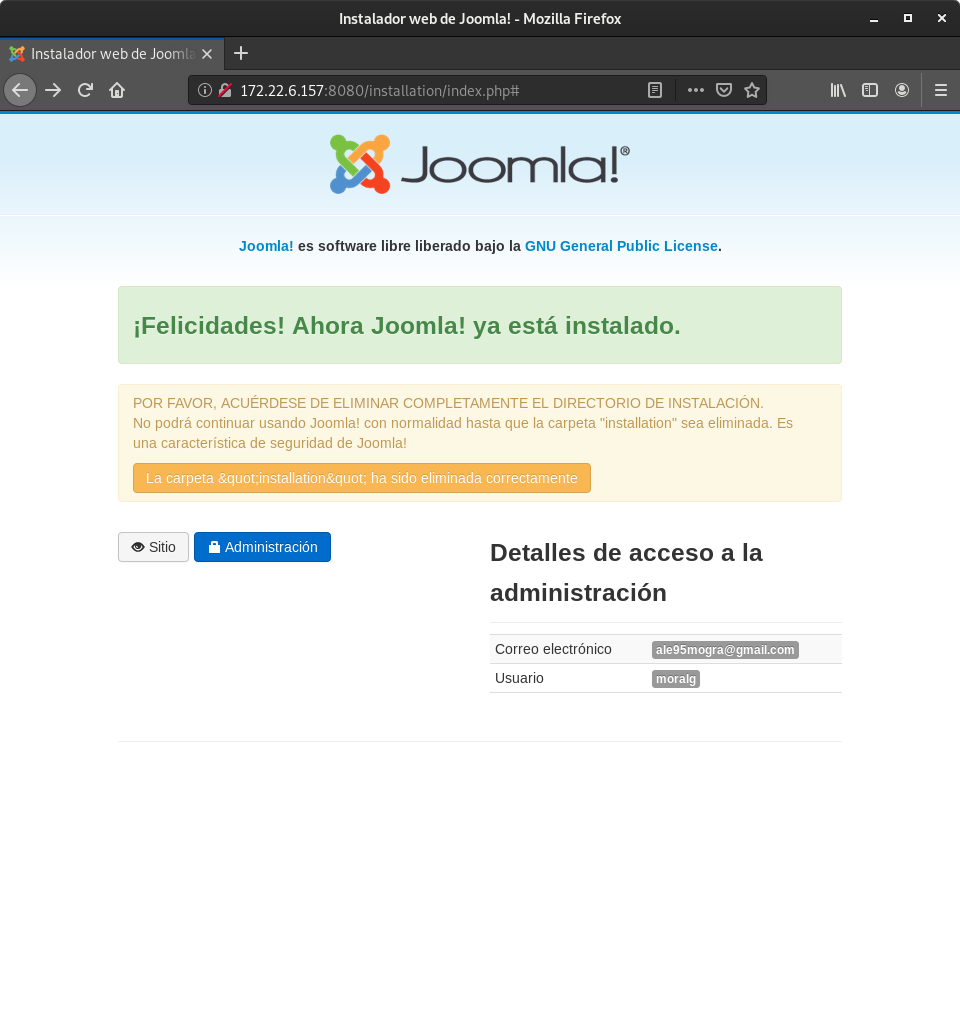 Instalador web de Joomla! - Mozilla Firefox
Instalador web de Joomla
172.22.6.157:8080/installation/index.php#
Joomla!®
Joomla! es software libre liberado bajo la GNU General Public License.
¡Felicidades! Ahora Joomla! ya está instalado.
POR FAVOR, ACUÉRDESE DE ELIMINAR COMPLETAMENTE EL DIRECTORIO DE INSTALACIÓN.
No podrá continuar usando Joomla! con normalidad hasta que la carpeta "installation" sea eliminada. Es
una característica de seguridad de Joomla!
La carpeta &quot;installation&quot; ha sido eliminada correctamente
Sitio
Administración
Detalles de acceso a la
administración
Correo electrónico ale95mogra@gmail.com
Usuario moralg